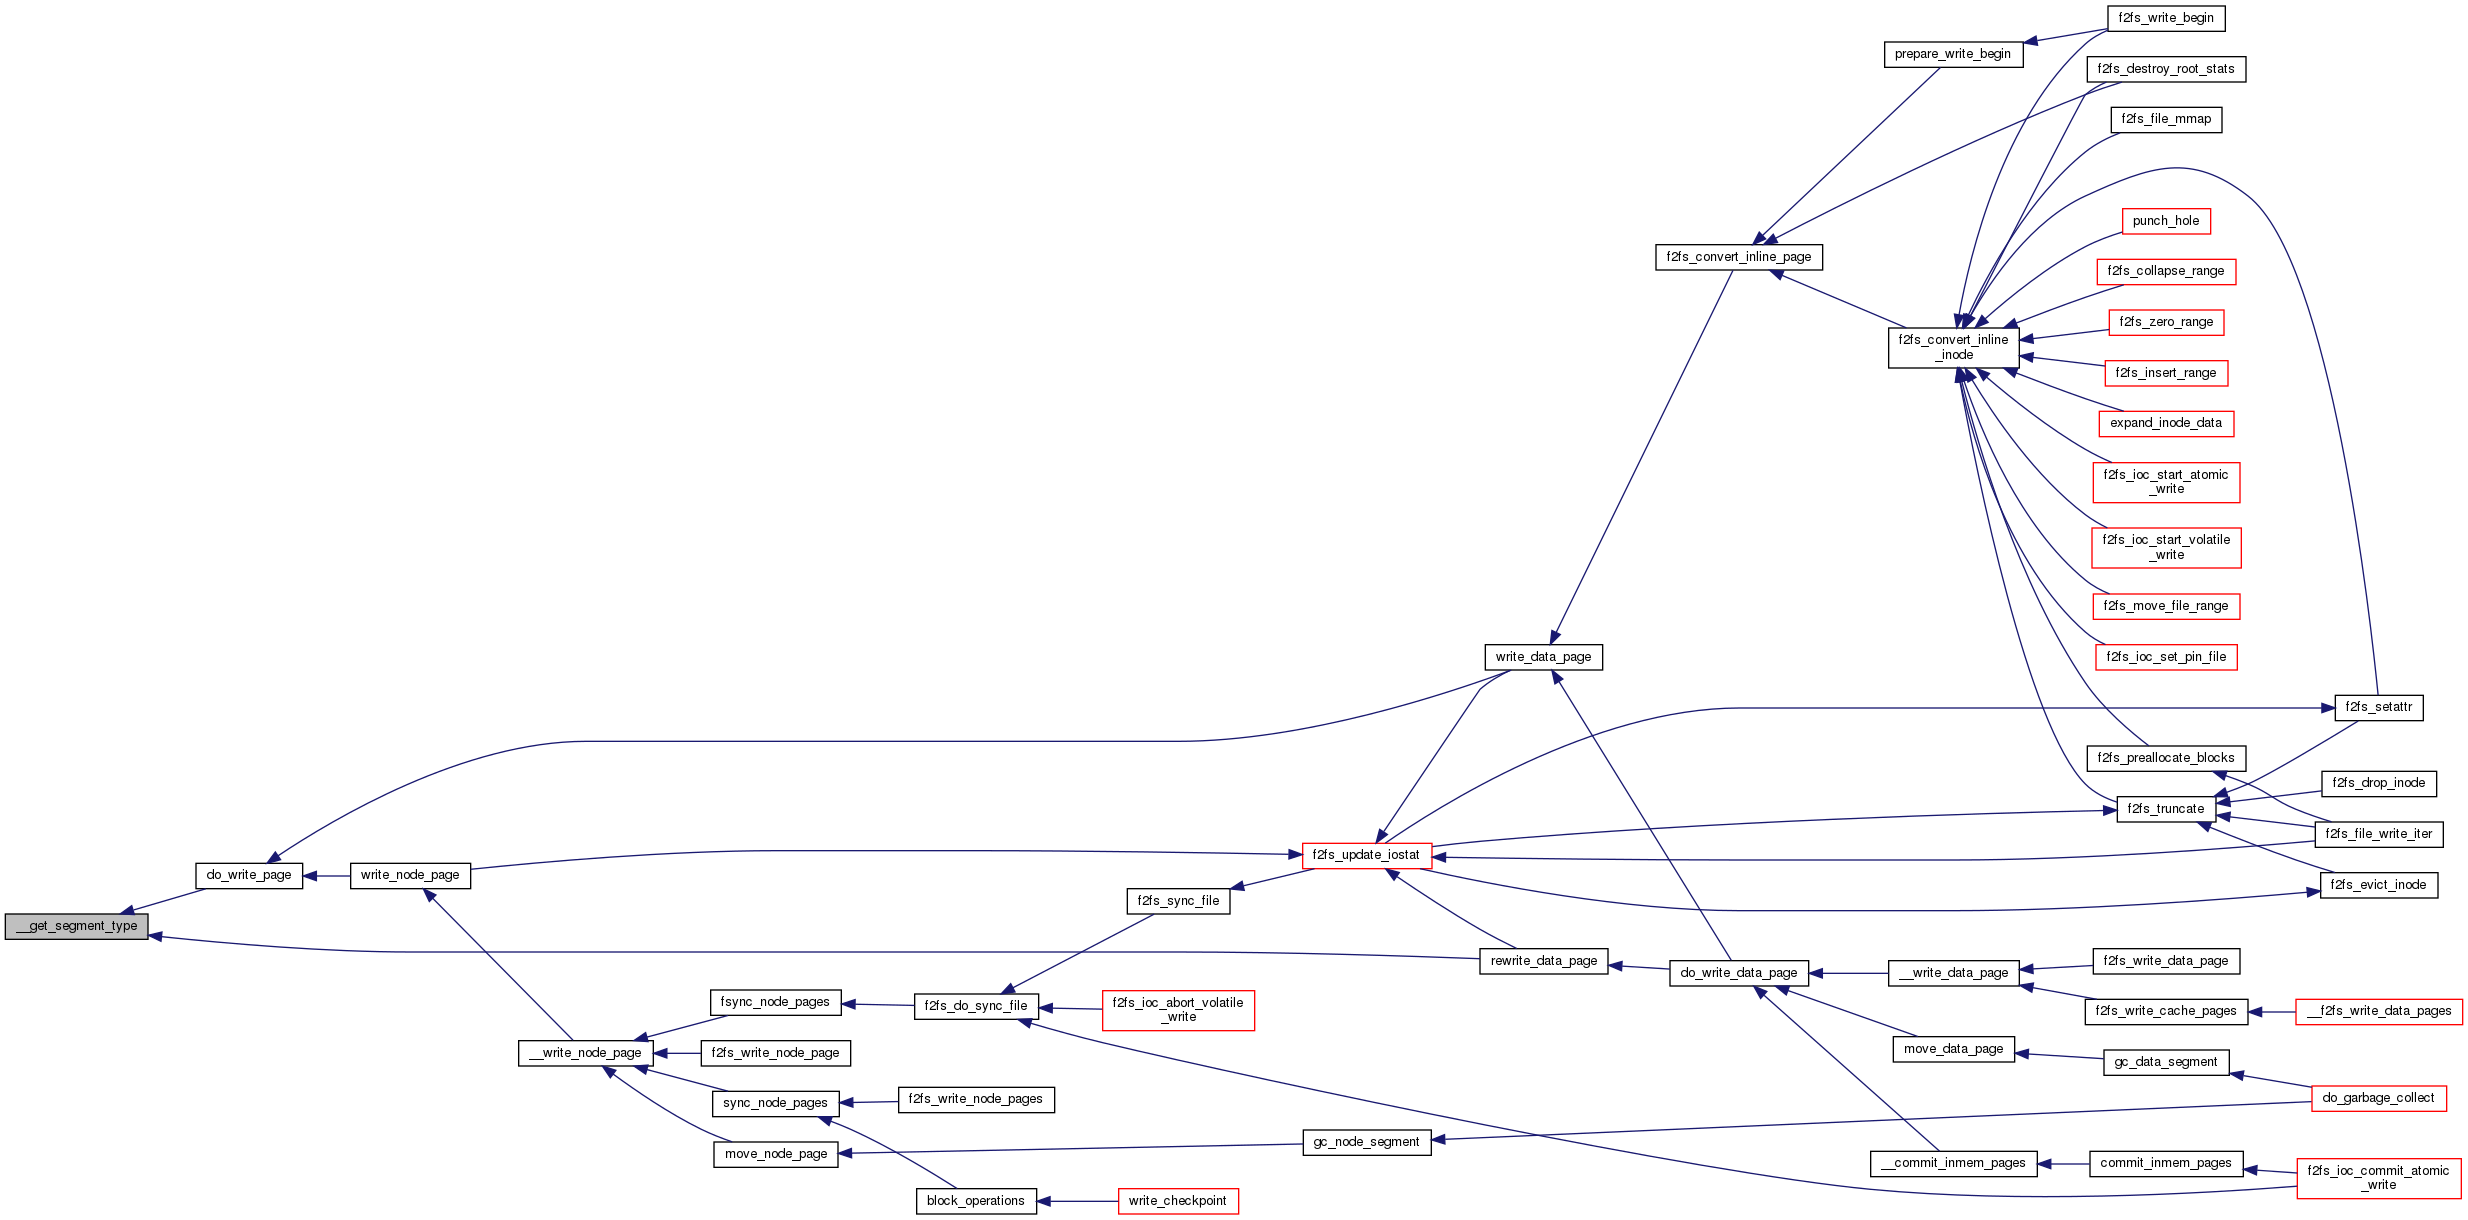 f2fs_write_begin
prepare_write_begin
f2fs_destroy_root_stats
f2fs_file_mmap
punch_hole
f2fs_convert_inline_page
f2fs_collapse_range
f2fs_zero_range
f2fs_convert_inline
_inode
f2fs_insert_range
expand_inode_data
f2fs_ioc_start_atomic
_write
f2fs_ioc_start_volatile
_write
f2fs_move_file_range
write_data_page
f2fs_ioc_set_pin_file
f2fs_setattr
f2fs_preallocate_blocks
f2fs_drop_inode
f2fs_truncate
f2fs_file_write_iter
f2fs_update_iostat
do_write_page
write_node_page
f2fs_evict_inode
f2fs_sync_file
__get_segment_type
rewrite_data_page
do_write_data_page
__write_data_page
f2fs_write_data_page
fsync_node_pages
f2fs_do_sync_file
f2fs_ioc_abort_volatile
_write
f2fs_write_cache_pages
__f2fs_write_data_pages
__write_node_page
f2fs_write_node_page
move_data_page
gc_data_segment
sync_node_pages
f2fs_write_node_pages
do_garbage_collect
move_node_page
gc_node_segment
__commit_inmem_pages
commit_inmem_pages
f2fs_ioc_commit_atomic
_write
block_operations
write_checkpoint